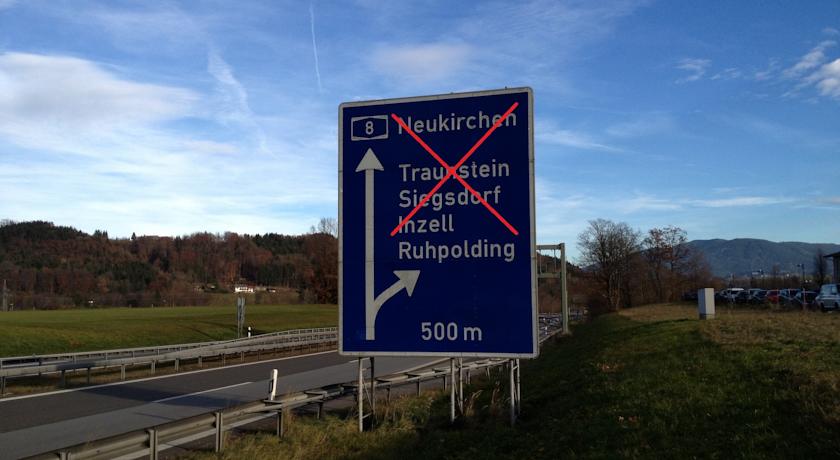 8 Neukirchen
Traunstein
Siegsdorf
Inzell
Ruhpolding
500 m